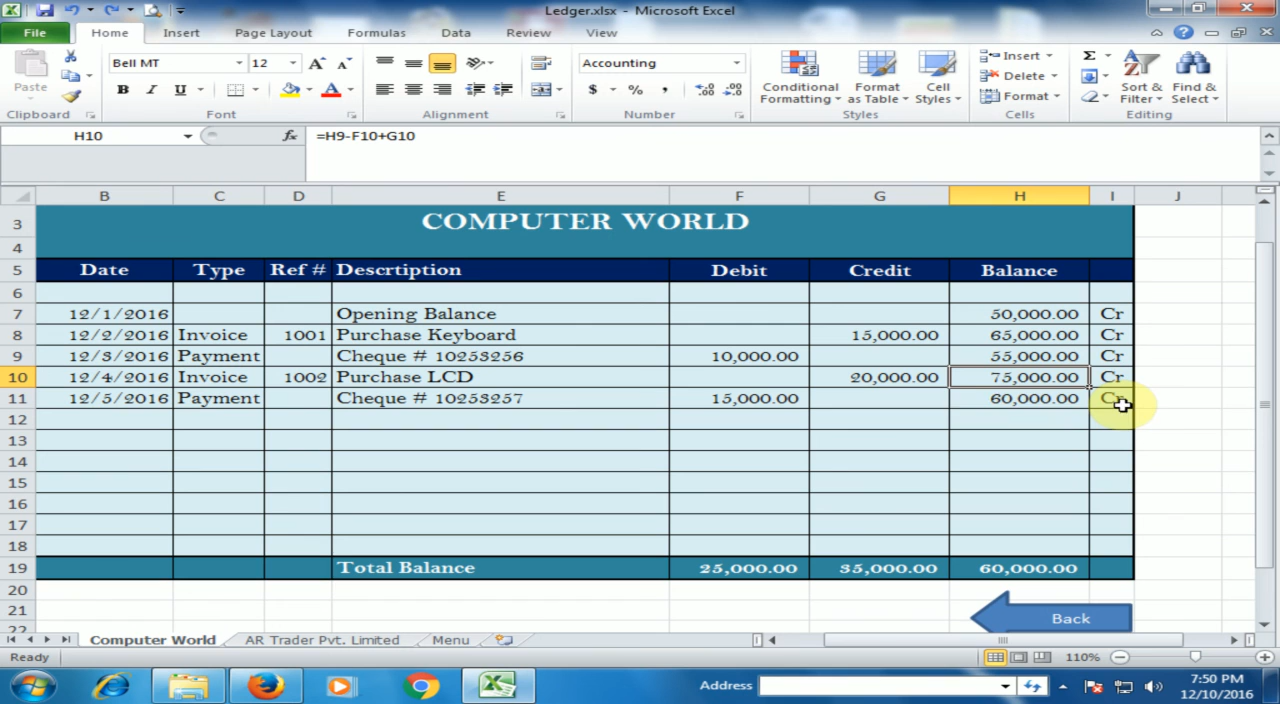 Ledger.xlsx - Microsoft Excel
File Home Insert Page Layout Formulas Data Review View
Paste Bell MT 12 A A Accounting Conditional Formatting Format as Table Cell Styles Insert Delete Format Σ Sort & Filter Find & Select
B I U A $ % ,
Clipboard Font Alignment Number Styles Cells Editing
H10 fx =H9-F10+G10
B C D E F G H I J
3 COMPUTER WORLD
4
5 Date Type Ref # Descrtiption Debit Credit Balance
6
7 12/1/2016 Opening Balance 50,000.00 Cr
8 12/2/2016 Invoice 1001 Purchase Keyboard 15,000.00 65,000.00 Cr
9 12/3/2016 Payment Cheque # 10253256 10,000.00 55,000.00 Cr
10 12/4/2016 Invoice 1002 Purchase LCD 20,000.00 75,000.00 Cr
11 12/5/2016 Payment Cheque # 10253257 15,000.00 60,000.00 Cr
12
13
14
15
16
17
18
19 Total Balance 25,000.00 35,000.00 60,000.00
20
21 Back
22
Computer World AR Trader Pvt. Limited Menu
Ready 110%
Address 7:50 PM
12/10/2016